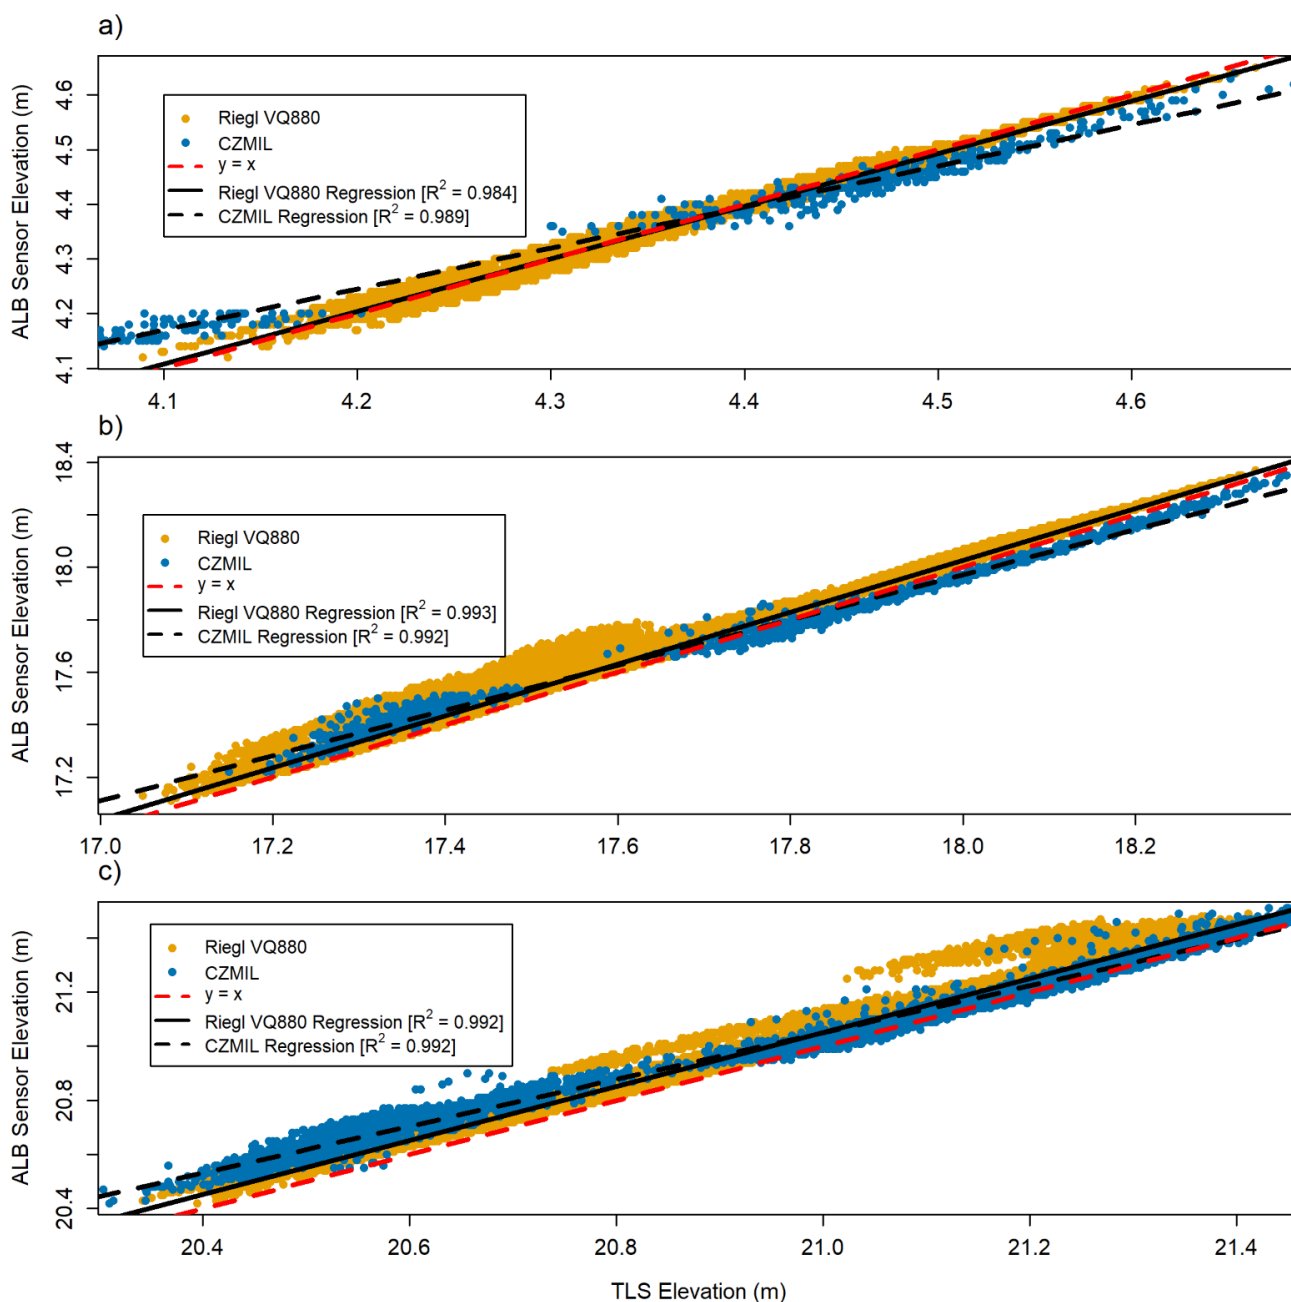 a)
ALB Sensor Elevation (m)
4.6
4.5
4.4
4.3
4.2
4.1
Riegl VQ880
CZMIL
y = x
Riegl VQ880 Regression [R² = 0.984]
CZMIL Regression [R² = 0.989]
4.1 4.2 4.3 4.4 4.5 4.6
b)
ALB Sensor Elevation (m)
18.4
18.0
17.6
17.2
Riegl VQ880
CZMIL
y = x
Riegl VQ880 Regression [R² = 0.993]
CZMIL Regression [R² = 0.992]
17.0 17.2 17.4 17.6 17.8 18.0 18.2
c)
ALB Sensor Elevation (m)
21.2
20.8
20.4
Riegl VQ880
CZMIL
y = x
Riegl VQ880 Regression [R² = 0.992]
CZMIL Regression [R² = 0.992]
20.4 20.6 20.8 21.0 21.2 21.4
TLS Elevation (m)